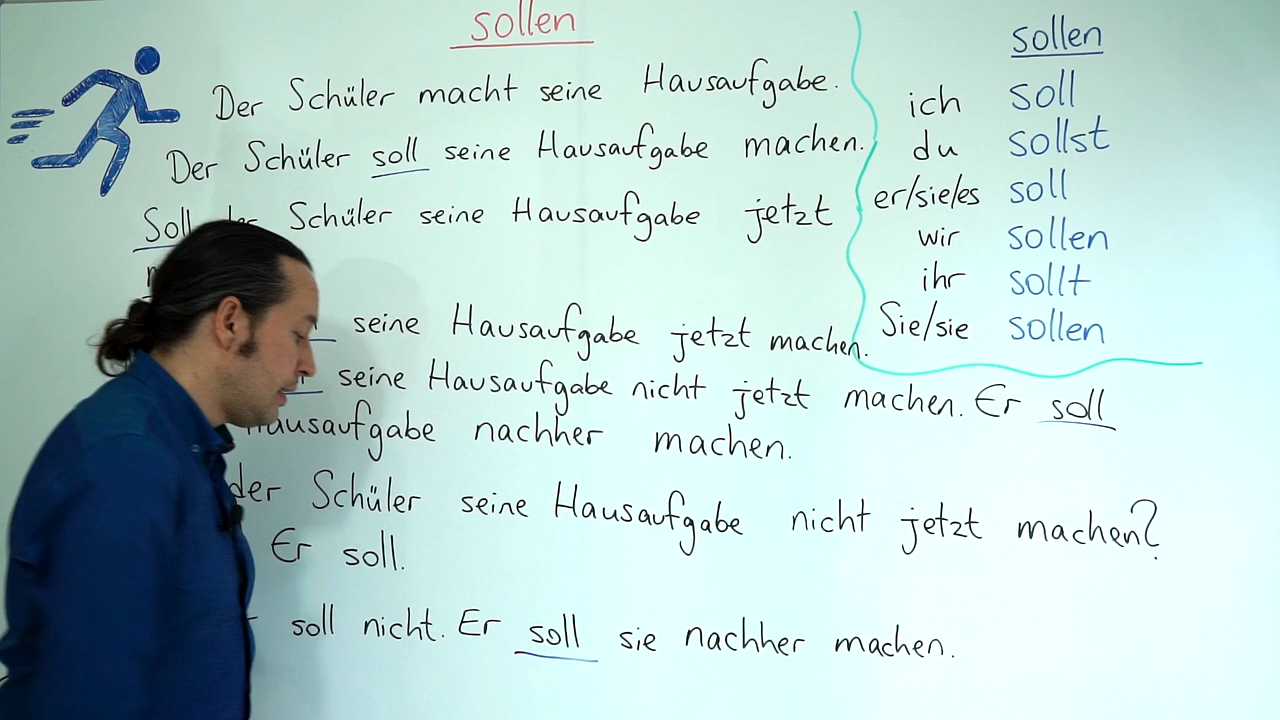 sollen
Der Schüler macht seine Hausaufgabe.
Der Schüler soll seine Hausaufgabe machen.
Soll Schüler seine Hausaufgabe jetzt
seine Hausaufgabe jetzt machen.
seine Hausaufgabe nicht jetzt machen. Er soll
Hausaufgabe nachher machen.
der Schüler seine Hausaufgabe nicht jetzt machen?
Er soll.
soll nicht. Er soll sie nachher machen.
sollen
ich soll
du sollst
er/sie/es soll
wir sollen
ihr sollt
Sie/sie sollen